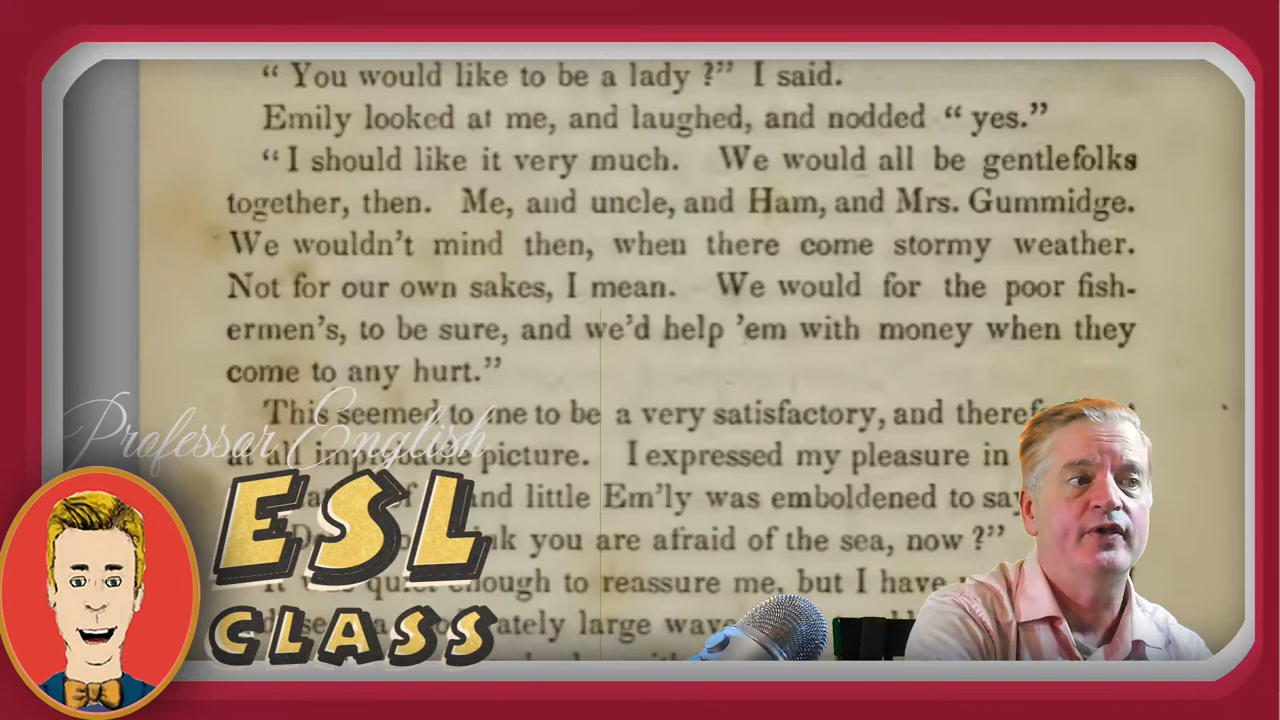 “ You would like to be a lady ?” I said.
Emily looked at me, and laughed, and nodded “ yes.”
“ I should like it very much. We would all be gentlefolks
together, then. Me, and uncle, and Ham, and Mrs. Gummidge.
We wouldn’t mind then, when there come stormy weather.
Not for our own sakes, I mean. We would for the poor fish-
ermen’s, to be sure, and we’d help ’em with money when they
come to any hurt.”
This seemed to me to be a very satisfactory, and
at all improbable picture. I expressed my pleasure in
and little Em’ly was emboldened to say
you are afraid of the sea, now ?”
quiet enough to reassure me, but I have
large
Professor English
ESL
CLASS